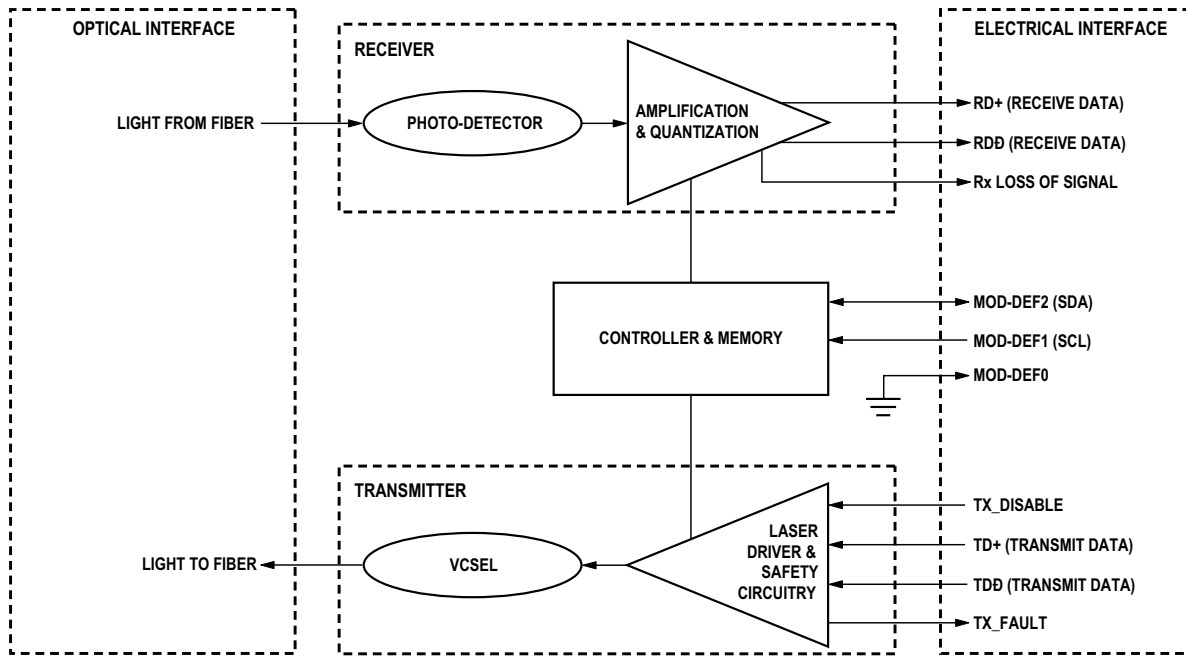 OPTICAL INTERFACE
ELECTRICAL INTERFACE
RECEIVER
LIGHT FROM FIBER
PHOTO-DETECTOR
AMPLIFICATION
& QUANTIZATION
RD+ (RECEIVE DATA)
RDÐ (RECEIVE DATA)
Rx LOSS OF SIGNAL
CONTROLLER & MEMORY
MOD-DEF2 (SDA)
MOD-DEF1 (SCL)
MOD-DEF0
TRANSMITTER
LIGHT TO FIBER
VCSEL
LASER
DRIVER &
SAFETY
CIRCUITRY
TX_DISABLE
TD+ (TRANSMIT DATA)
TDÐ (TRANSMIT DATA)
TX_FAULT